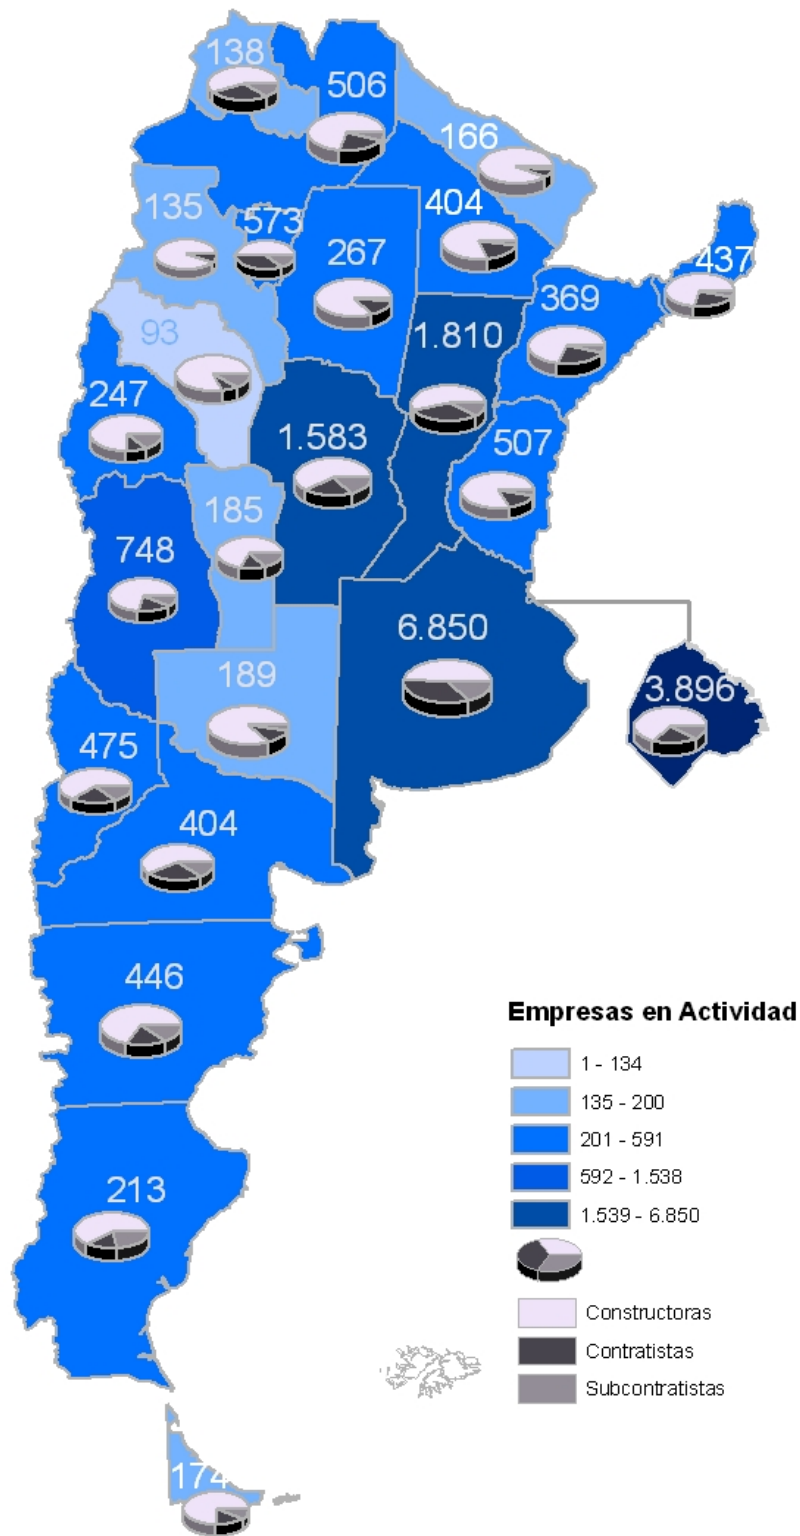 138
506
166
135
573
404
437
267
369
93
1.810
247
1.583
507
185
748
6.850
189
3.896
475
404
446
213
174
Empresas en Actividad
1 - 134
135 - 200
201 - 591
592 - 1.538
1.539 - 6.850
Constructoras
Contratistas
Subcontratistas